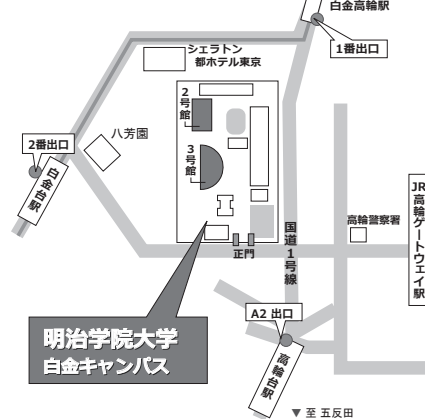 白金高輪駅
1番出口
シェラトン
都ホテル東京
2号館
八芳園
2番出口
3号館
白金台駅
JR高輪ゲートウェイ駅
高輪警察署
国道1号線
正門
A2 出口
明治学院大学
白金キャンパス
高輪台駅
▼ 至 五反田